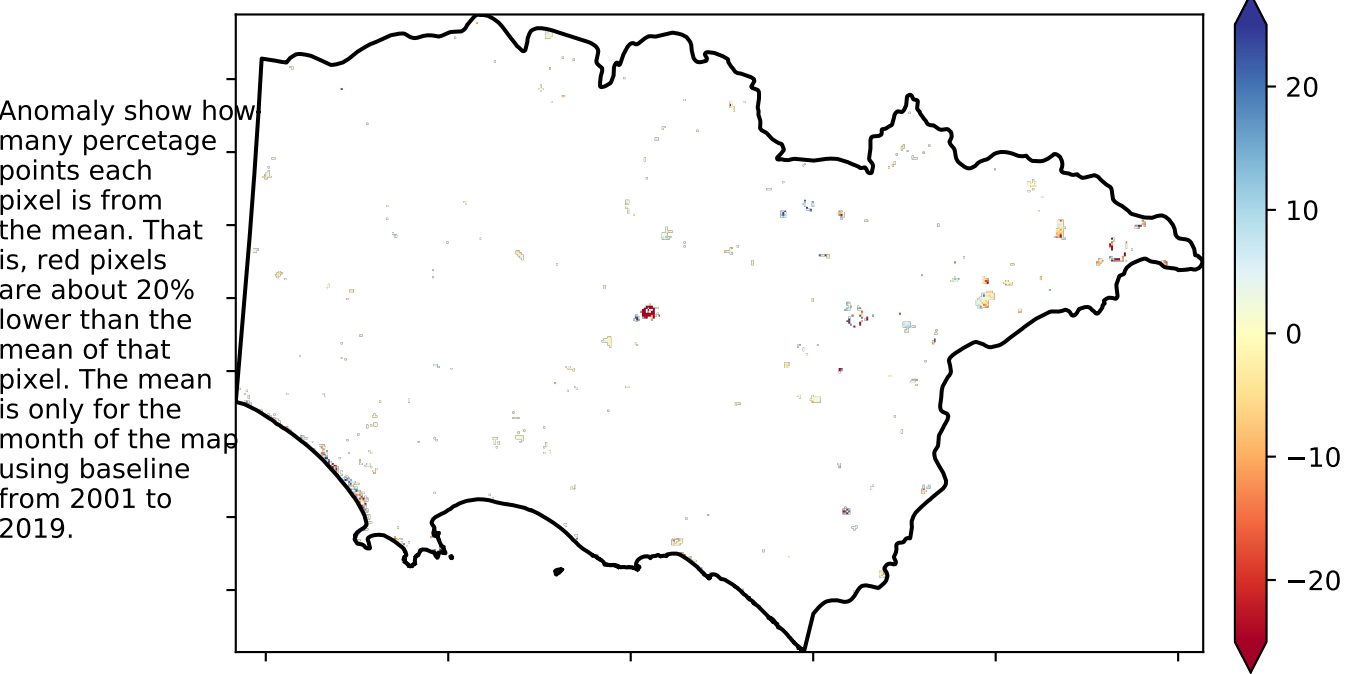 Anomaly show how
many percetage
points each
pixel is from
the mean. That
is, red pixels
are about 20%
lower than the
mean of that
pixel. The mean
is only for the
month of the map
using baseline
from 2001 to
2019.
20
10
0
−10
−20